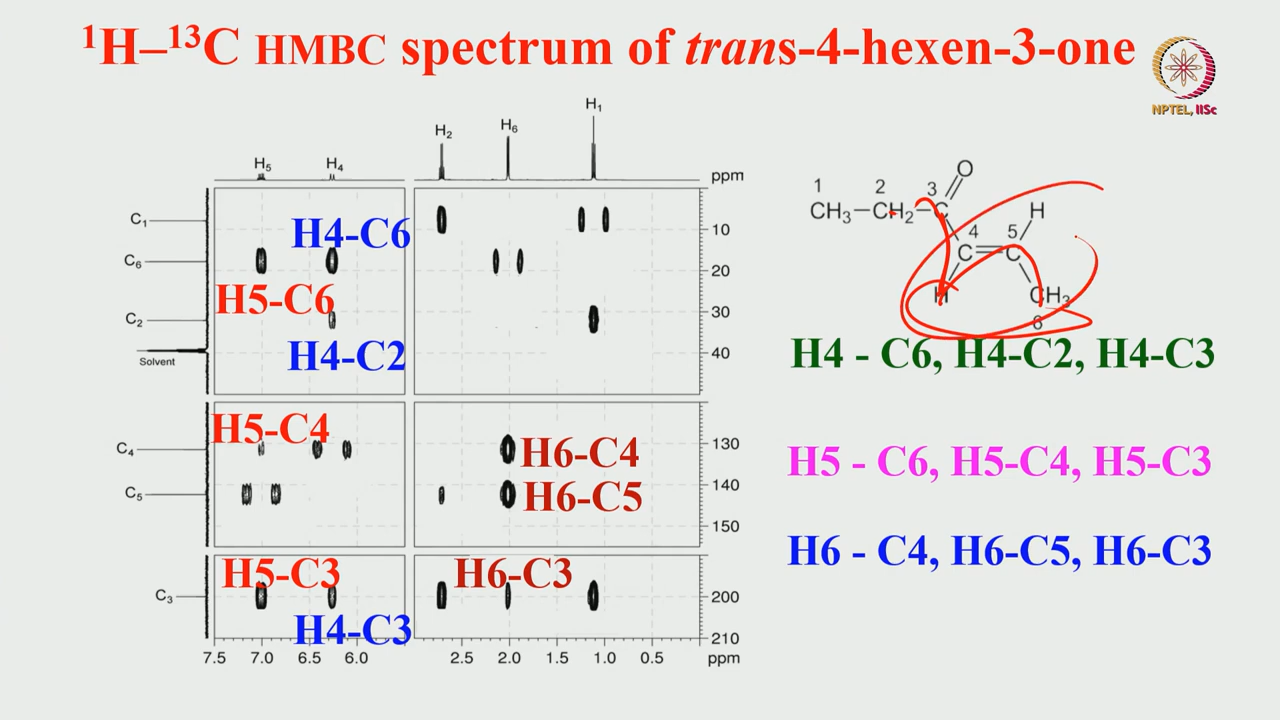 ¹H–¹³C HMBC spectrum of trans-4-hexen-3-one
NPTEL, IISc
H₅ H₄ H₂ H₆ H₁
ppm
C₁
C₆
C₂
Solvent
C₄
C₅
C₃
10
20
30
40
130
140
150
200
210
7.5 7.0 6.5 6.0 2.5 2.0 1.5 1.0 0.5 ppm
H4-C6
H5-C6
H4-C2
H5-C4
H6-C4
H6-C5
H5-C3
H6-C3
H4-C3
O
1 2 3
CH₃–CH₂–C
H
4 5
C=C
H CH₃
6
H4 - C6, H4-C2, H4-C3
H5 - C6, H5-C4, H5-C3
H6 - C4, H6-C5, H6-C3